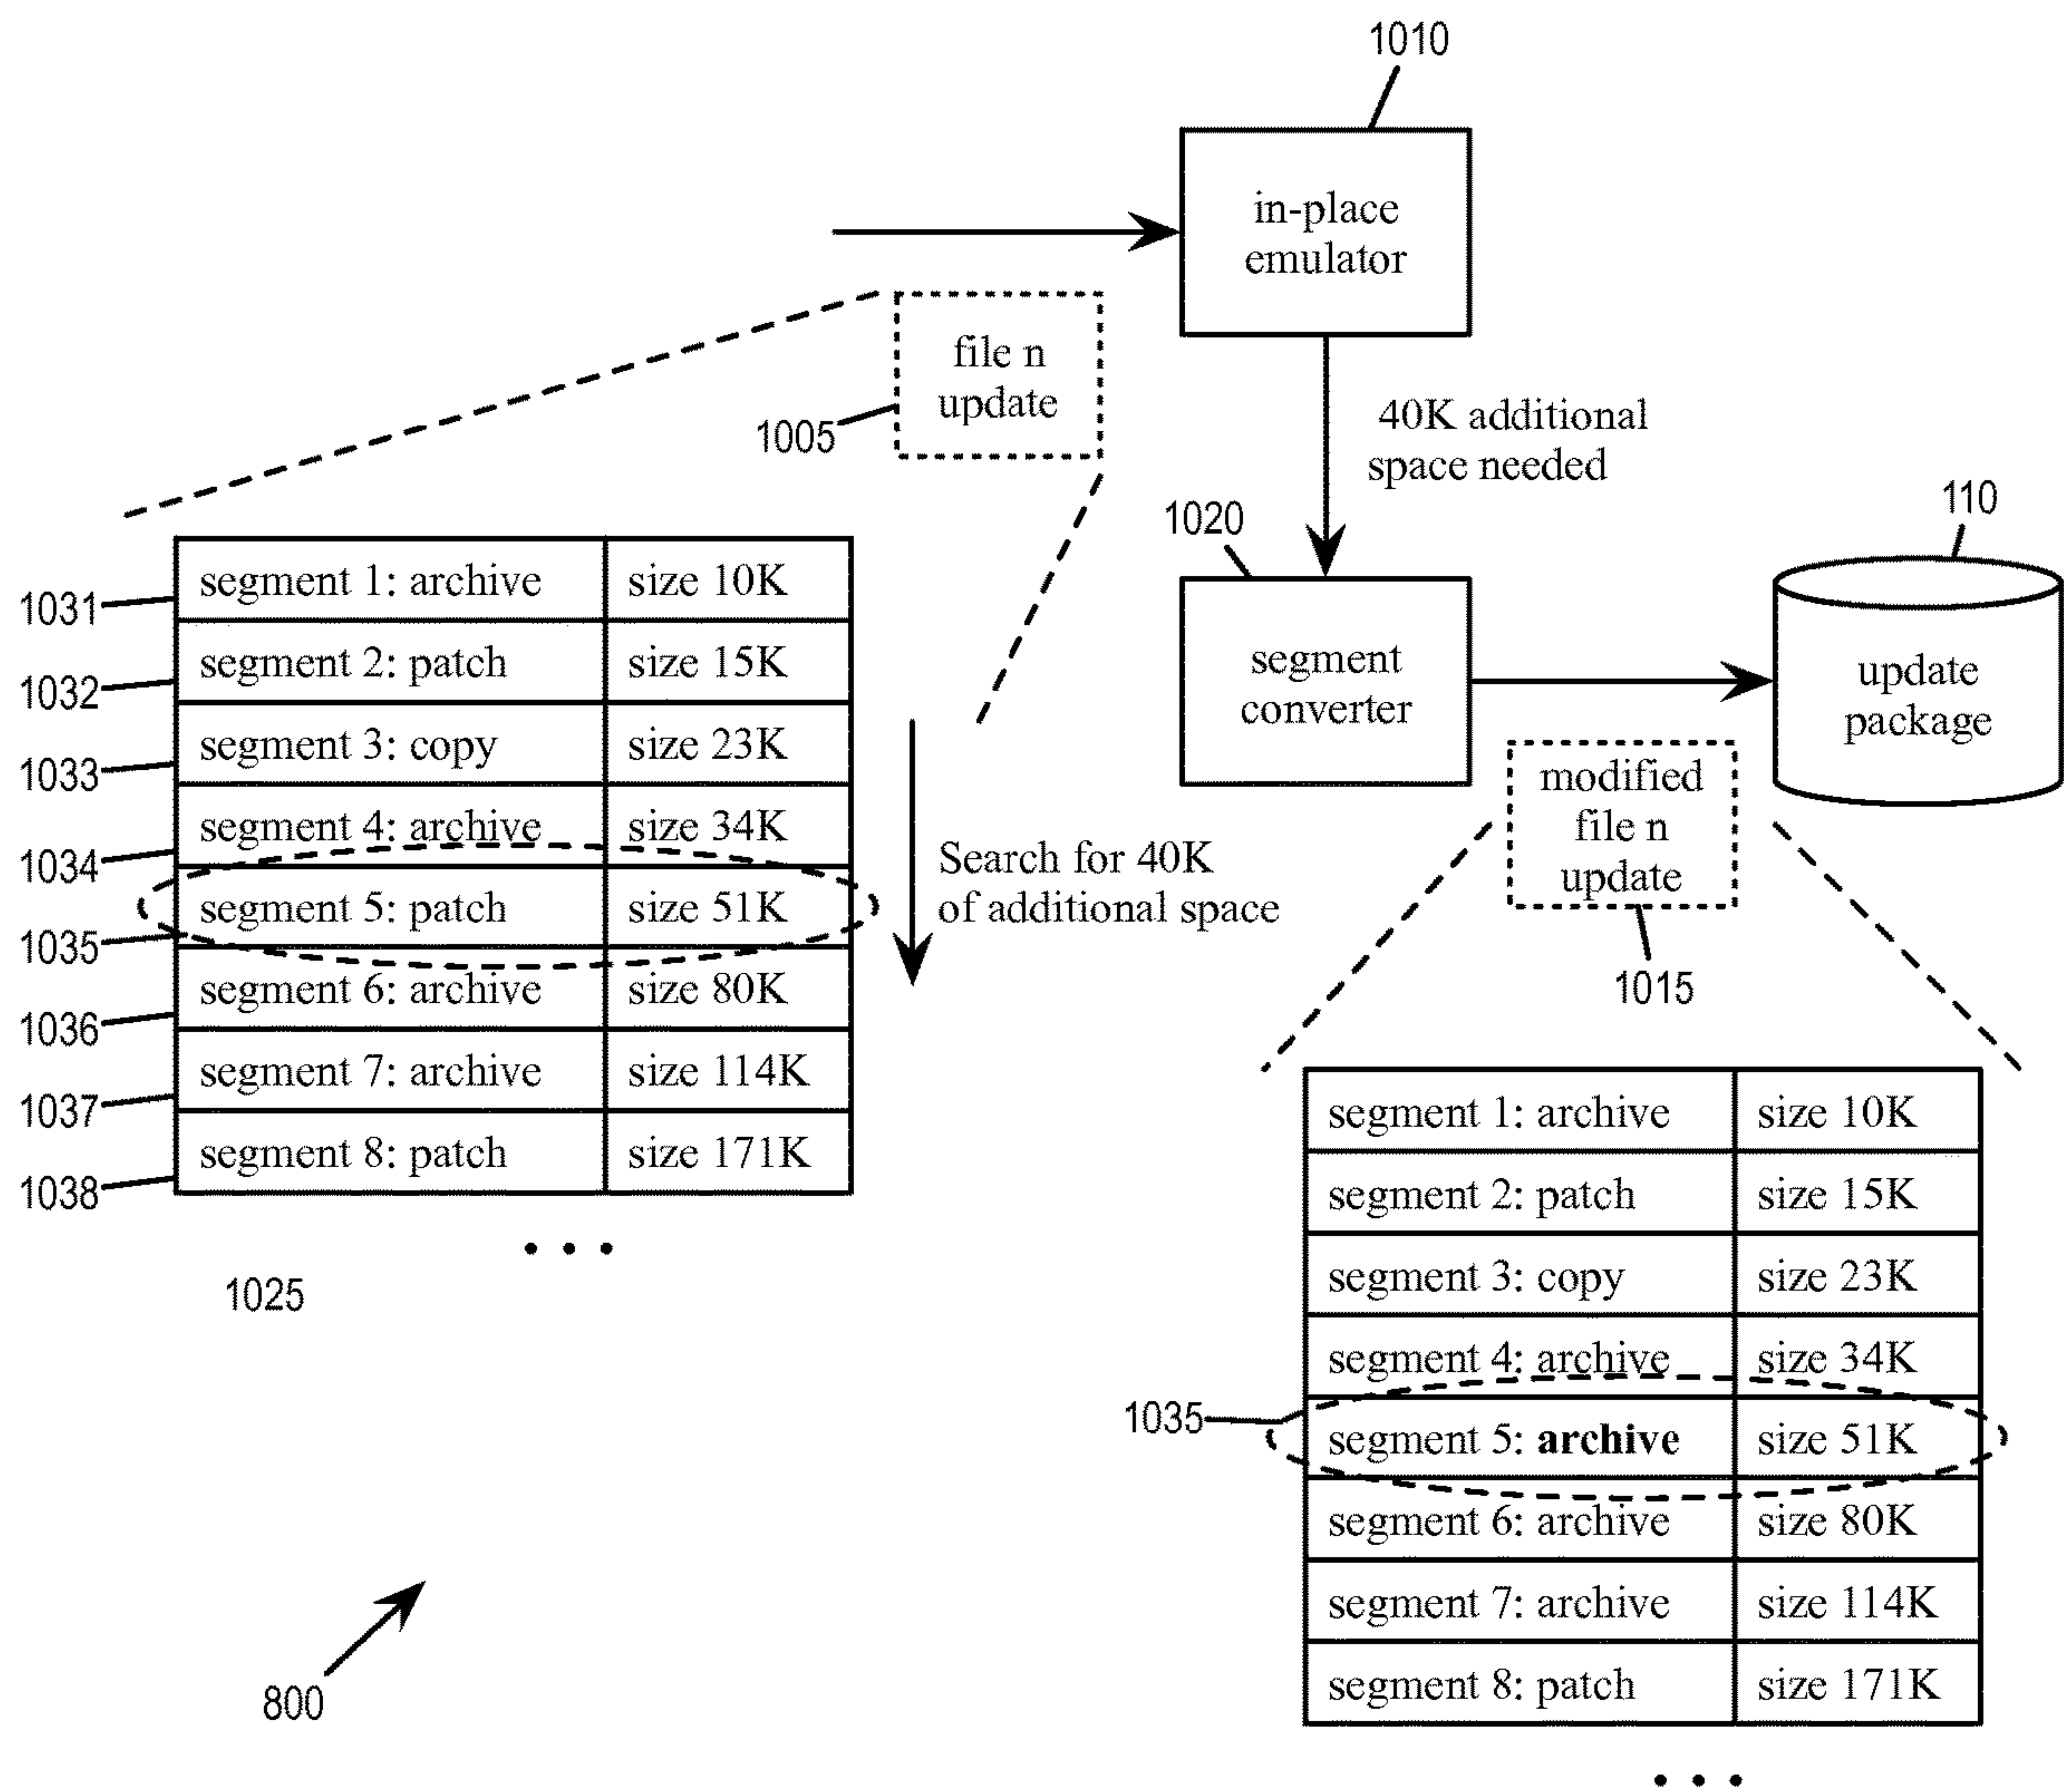 1010
in-place
emulator
file n
update
1005
40K additional
space needed
1020
110
segment
converter
update
package
modified
file n
update
1015
segment 1: archive size 10K
1031
segment 2: patch size 15K
1032
segment 3: copy size 23K
1033
segment 4: archive size 34K
1034
segment 5: patch size 51K
1035
segment 6: archive size 80K
1036
segment 7: archive size 114K
1037
segment 8: patch size 171K
1038
. . .
1025
Search for 40K
of additional space
segment 1: archive size 10K
segment 2: patch size 15K
segment 3: copy size 23K
segment 4: archive size 34K
1035
segment 5: archive size 51K
segment 6: archive size 80K
segment 7: archive size 114K
segment 8: patch size 171K
. . .
800